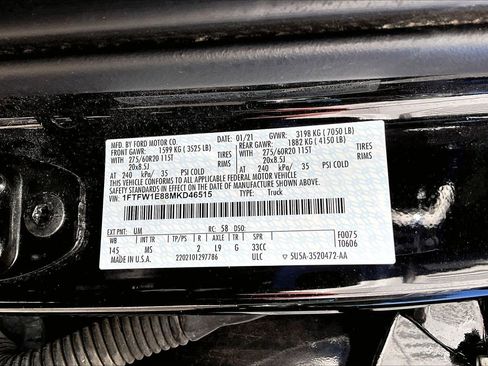 MFD. BY FORD MOTOR CO. 01/21 GVWR: 3198 KG ( 7050 LB)
FRONT GAWR: 1599 KG ( 3525 LB) REAR GAWR: 1882 KG ( 4150 LB)
WITH 275/60R20 115T TIRES WITH 275/60R20 115T TIRES
20x8.5J RIMS 20x8.5J RIMS
AT 240 kPa/ 35 PSI COLD AT 240 kPa/ 35 PSI COLD
THIS VEHICLE CONFORMS TO ALL APPLICABLE FEDERAL MOTOR VEHICLE
SAFETY STANDARDS IN EFFECT ON THE DATE OF MANUFACTURE SHOWN ABOVE.
VIN: 1FTFW1E88MKD46515 TYPE: Truck
EXT PNT: UM RC: 58 DSO: F0075
WB TP/PS R AXLE TR SPR T0606
145 MS 2 L9 G 33CC
MADE IN U.S.A. 2202101297786 ULC SU5A-3520472-AA